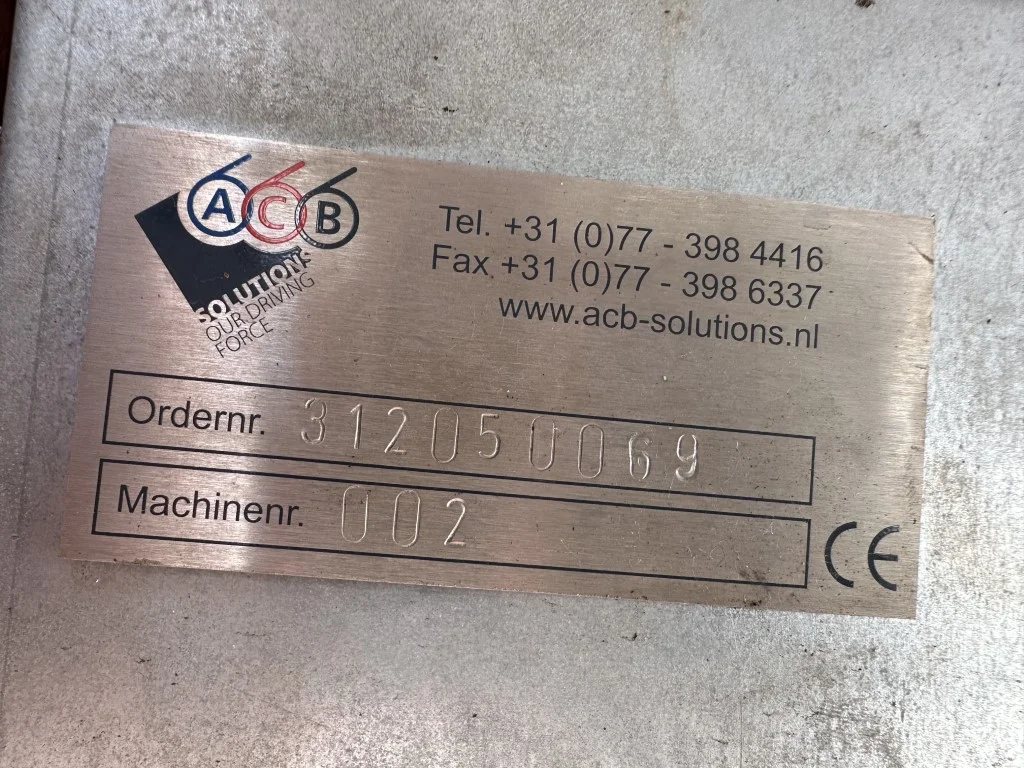 ACB
SOLUTIONS
OUR DRIVING
FORCE
Tel. +31 (0)77 - 398 4416
Fax +31 (0)77 - 398 6337
www.acb-solutions.nl
Ordernr. 312050069
Machinenr. 002
CE